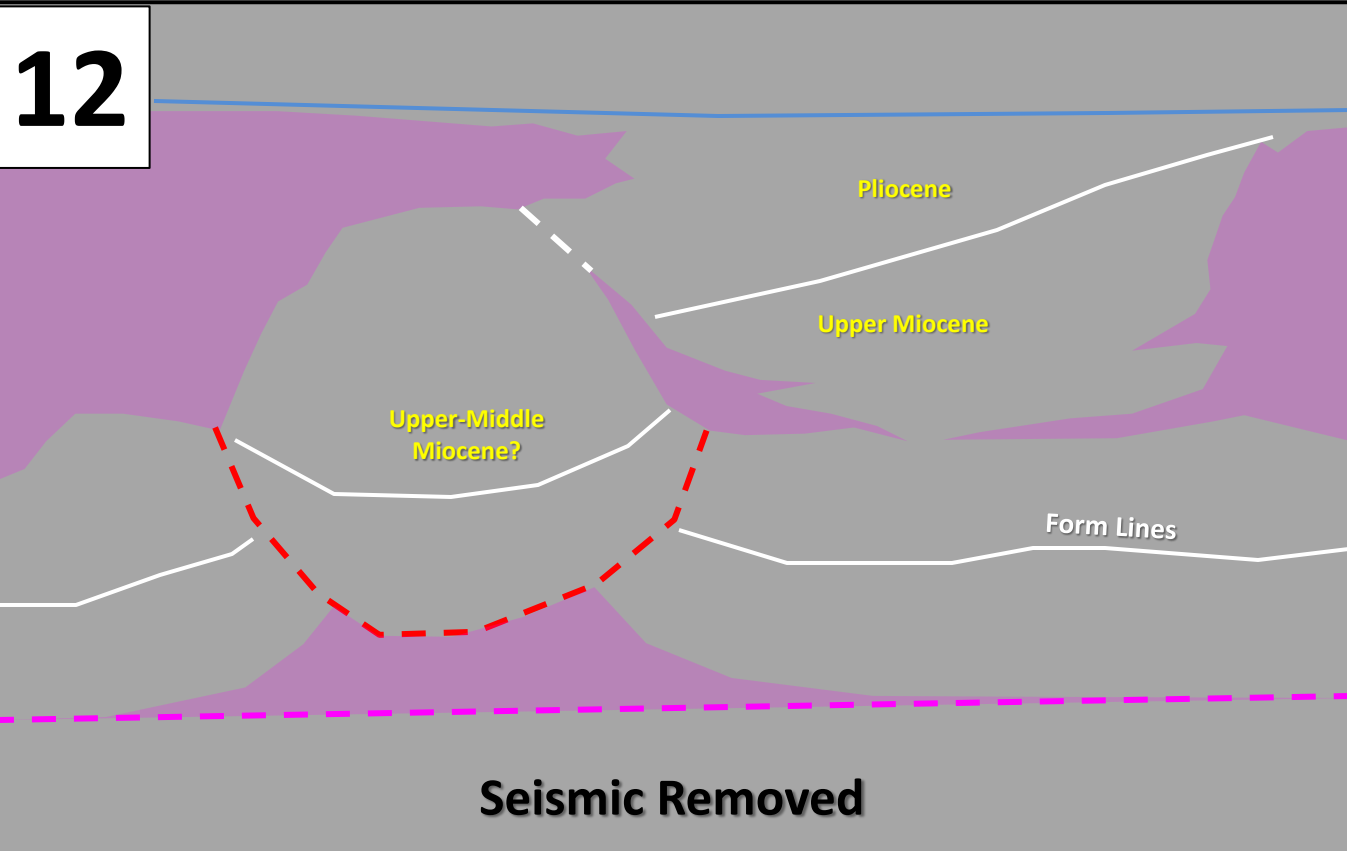 12
Pliocene
Upper Miocene
Upper-Middle
Miocene?
Form Lines
Seismic Removed